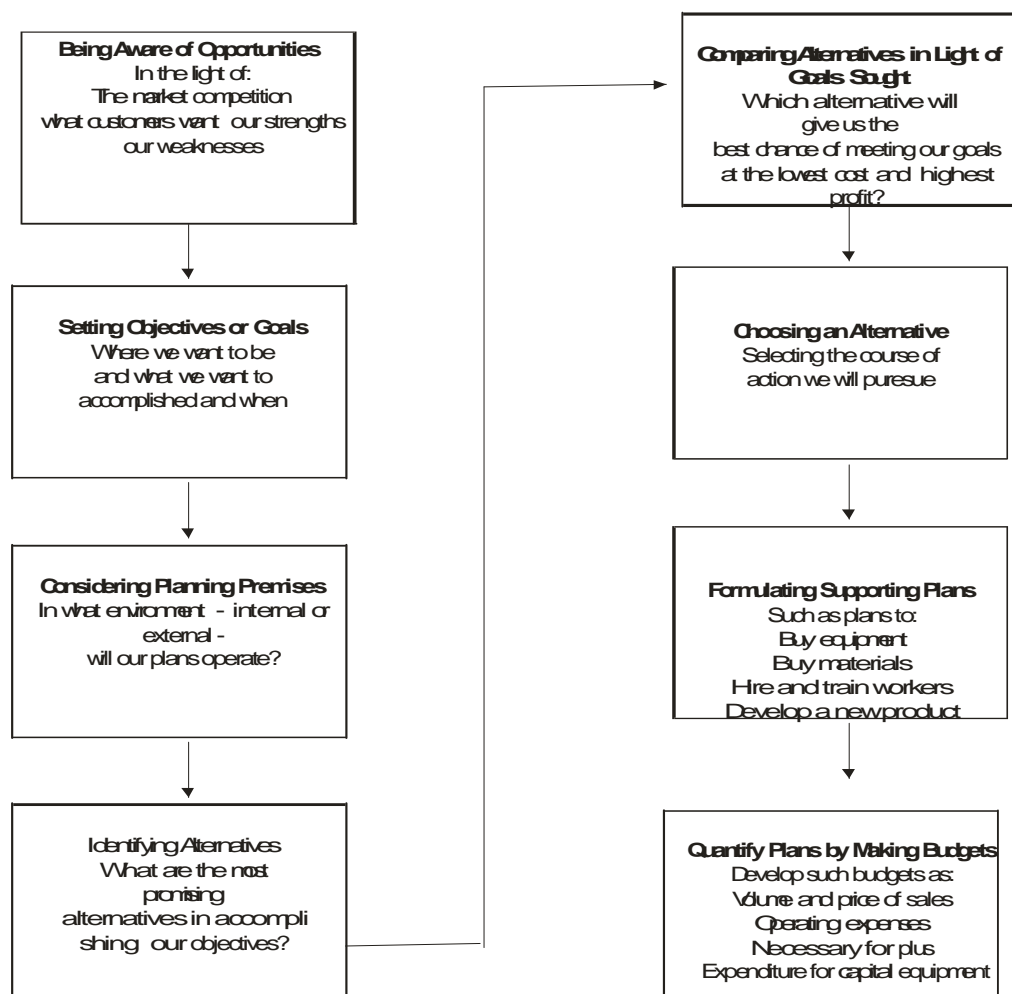 Being Aware of Opportunities
In the light of:
The market competition
what customers want our strengths
our weaknesses
Setting Objectives or Goals
Where we want to be
and what we want to
accomplished and when
Considering Planning Premises
In what environment - internal or
external -
will our plans operate?
Identifying Alternatives
What are the most
promising
alternatives in accompli
shing our objectives?
Comparing Alternatives in Light of
Goals Sought
Which alternative will
give us the
best chance of meeting our goals
at the lowest cost and highest
profit?
Choosing an Alternative
Selecting the course of
action we will puresue
Formulating Supporting Plans
Such as plans to:
Buy equipment
Buy materials
Hire and train workers
Develop a new product
Quantify Plans by Making Budgets
Develop such budgets as:
Volume and price of sales
Operating expenses
Necessary for plus
Expenditure for capital equipment